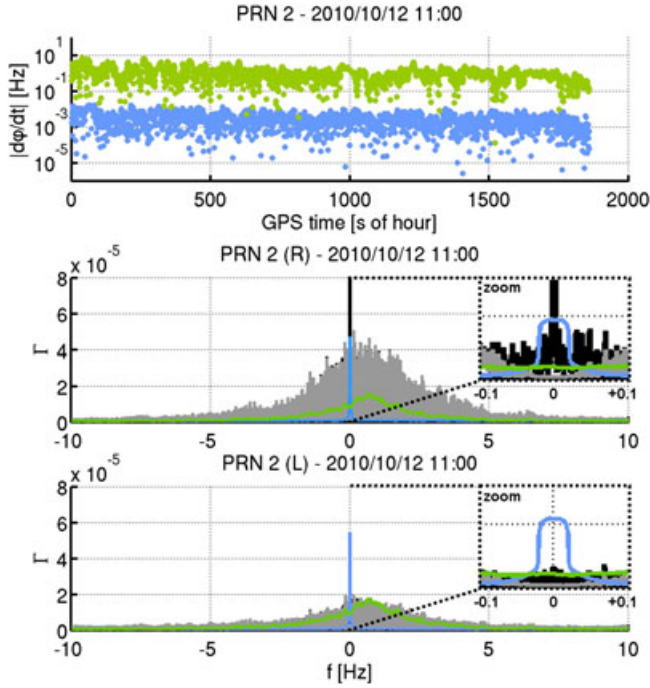 PRN 2 - 2010/10/12 11:00
|dφ/dt| [Hz]
10¹
10⁻¹
10⁻³
10⁻⁵
0 500 1000 1500 2000
GPS time [s of hour]
PRN 2 (R) - 2010/10/12 11:00
x 10⁻⁵
8
6
4
2
0
Γ
zoom
-0.1 0 +0.1
-10 -5 0 5 10
PRN 2 (L) - 2010/10/12 11:00
x 10⁻⁵
8
6
4
2
0
Γ
zoom
-0.1 0 +0.1
-10 -5 0 5 10
f [Hz]